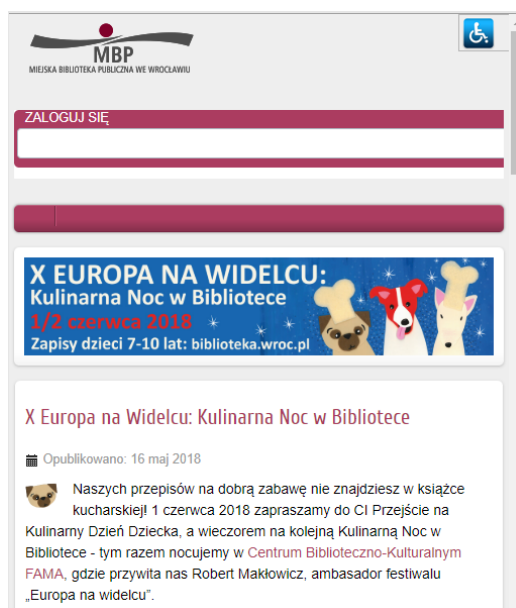 MBP
MIEJSKA BIBLIOTEKA PUBLICZNA WE WROCŁAWIU
ZALOGUJ SIĘ
X EUROPA NA WIDELCU:
Kulinarna Noc w Bibliotece
1/2 czerwca 2018
Zapisy dzieci 7-10 lat: biblioteka.wroc.pl
X Europa na Widelcu: Kulinarna Noc w Bibliotece
Opublikowano: 16 maj 2018
Naszych przepisów na dobrą zabawę nie znajdziesz w książce
kucharskiej! 1 czerwca 2018 zapraszamy do CI Przejście na
Kulinarny Dzień Dziecka, a wieczorem na kolejną Kulinarną Noc w
Bibliotece - tym razem nocujemy w Centrum Biblioteczno-Kulturalnym
FAMA, gdzie przywita nas Robert Makłowicz, ambasador festiwalu
„Europa na widelcu”.